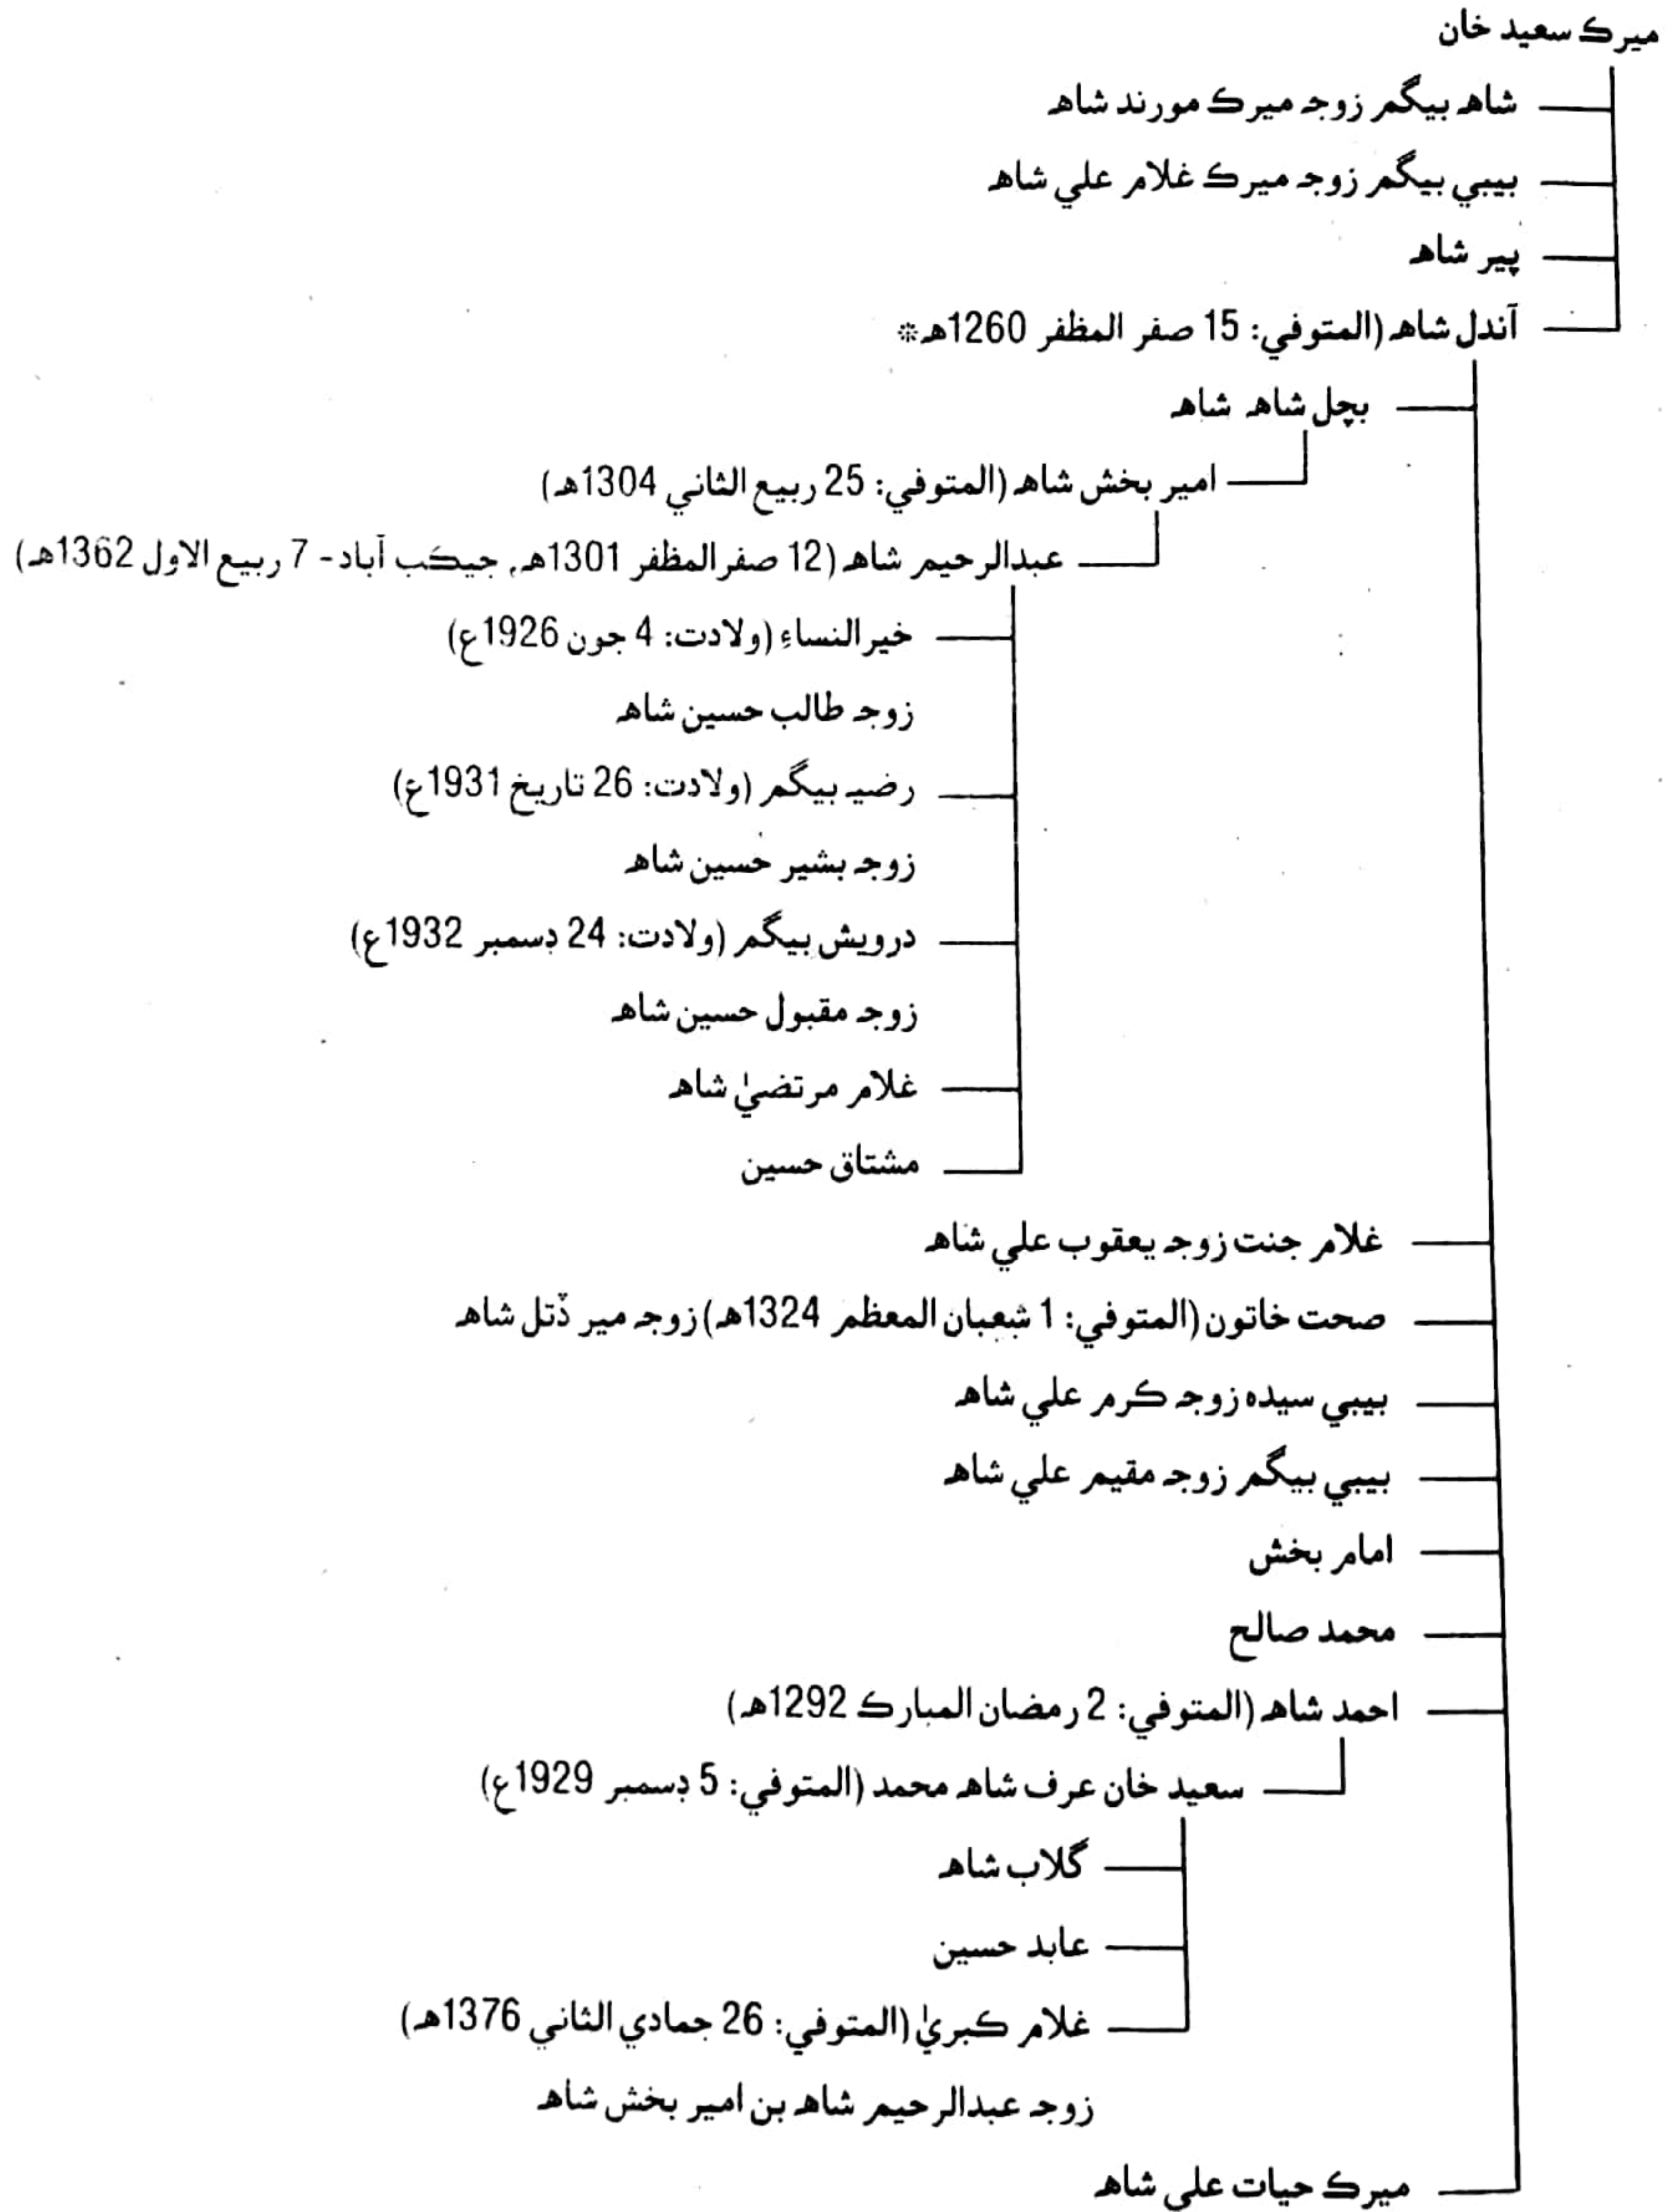 ميرڪ سعيد خان
شاهہ بيگم زوجہ ميرڪ مورند شاهہ
بيبي بيگم زوجہ ميرڪ غلام علي شاهہ
پير شاهہ
آندل شاهہ (المتوفي: 15 صفر المظفر 1260هہ*
بچل شاهہ شاهہ
امير بخش شاهہ (المتوفي: 25 ربيع الثاني 1304هہ)
عبدالرحيم شاهہ (12 صفرالمظفر 1301هہ، جيڪب آباد - 7 ربيع الاول 1362هہ)
خيرالنساءِ (ولادت: 4 جون 1926ع)
زوجہ طالب حسين شاهہ
رضيہ بيگم (ولادت: 26 تاريخ 1931ع)
زوجہ بشير حسين شاهہ
درويش بيگم (ولادت: 24 ڊسمبر 1932ع)
زوجہ مقبول حسين شاهہ
غلام مرتضيٰ شاهہ
مشتاق حسين
غلام جنت زوجہ يعقوب علي شاهہ
صحت خاتون (المتوفي: 1 شعبان المعظم 1324هہ) زوجہ مير ڏتل شاهہ
بيبي سيده زوجہ ڪرم علي شاهہ
بيبي بيگم زوجہ مقيم علي شاهہ
امام بخش
محمد صالح
احمد شاهہ (المتوفي: 2 رمضان المبارڪ 1292هہ)
سعيد خان عرف شاهہ محمد (المتوفي: 5 ڊسمبر 1929ع)
گلاب شاهہ
عابد حسين
غلام ڪبريٰ (المتوفي: 26 جمادي الثاني 1376هہ)
زوجہ عبدالرحيم شاهہ بن امير بخش شاهہ
ميرڪ حيات علي شاهہ